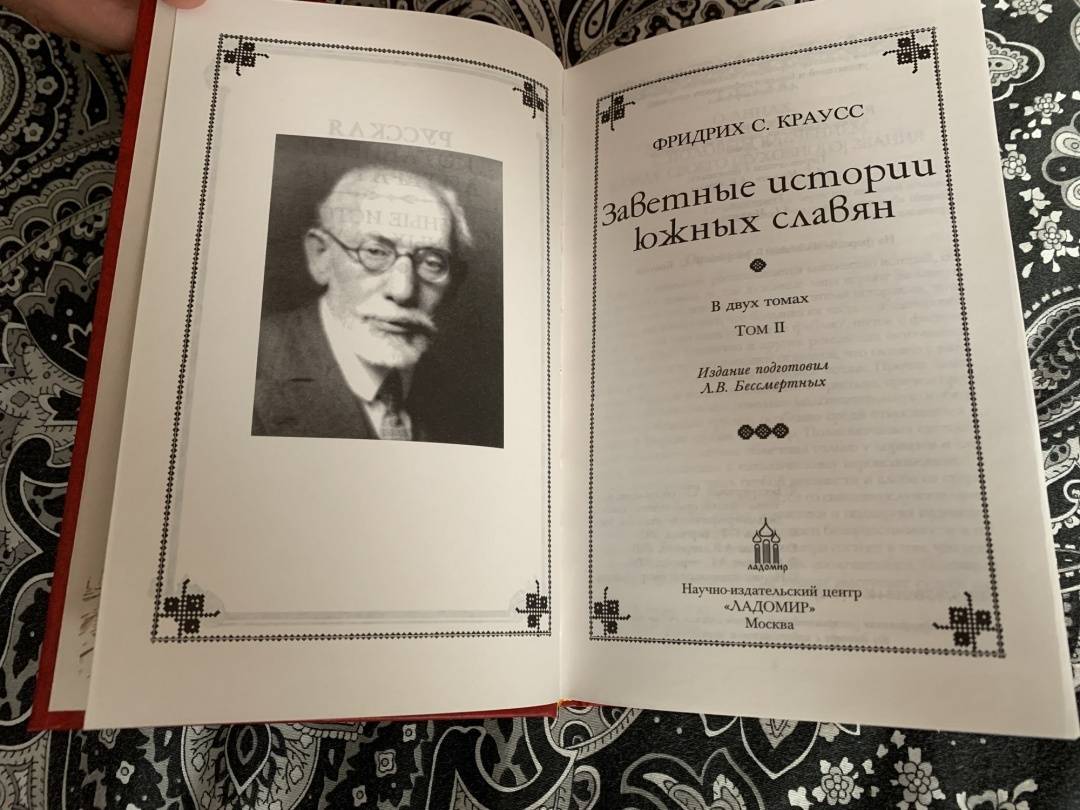 ФРИДРИХ С. КРАУСС
Заветные истории
южных славян
В двух томах
Том II
Издание подготовил
Л.В. Бессмертных
ладомир
Научно-издательский центр
«ЛАДОМИР»
Москва